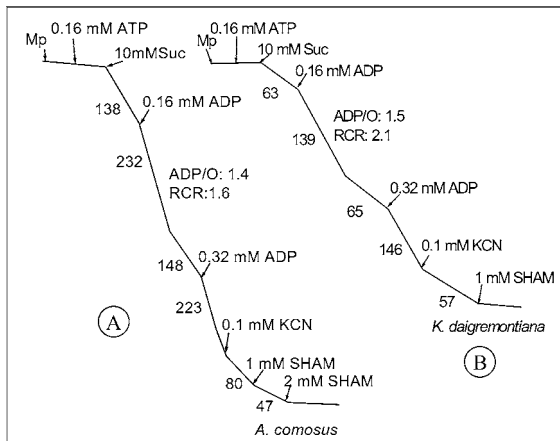 0.16 mM ATP
Mp
10mMSuc
138
0.16 mM ADP
232
ADP/O: 1.4
RCR:1.6
148
0.32 mM ADP
223
0.1 mM KCN
1 mM SHAM
80
2 mM SHAM
47
A
A. comosus
0.16 mM ATP
Mp
10 mM Suc
0.16 mM ADP
63
ADP/O: 1.5
RCR: 2.1
139
0.32 mM ADP
65
146
0.1 mM KCN
1 mM SHAM
57
K. daigremontiana
B